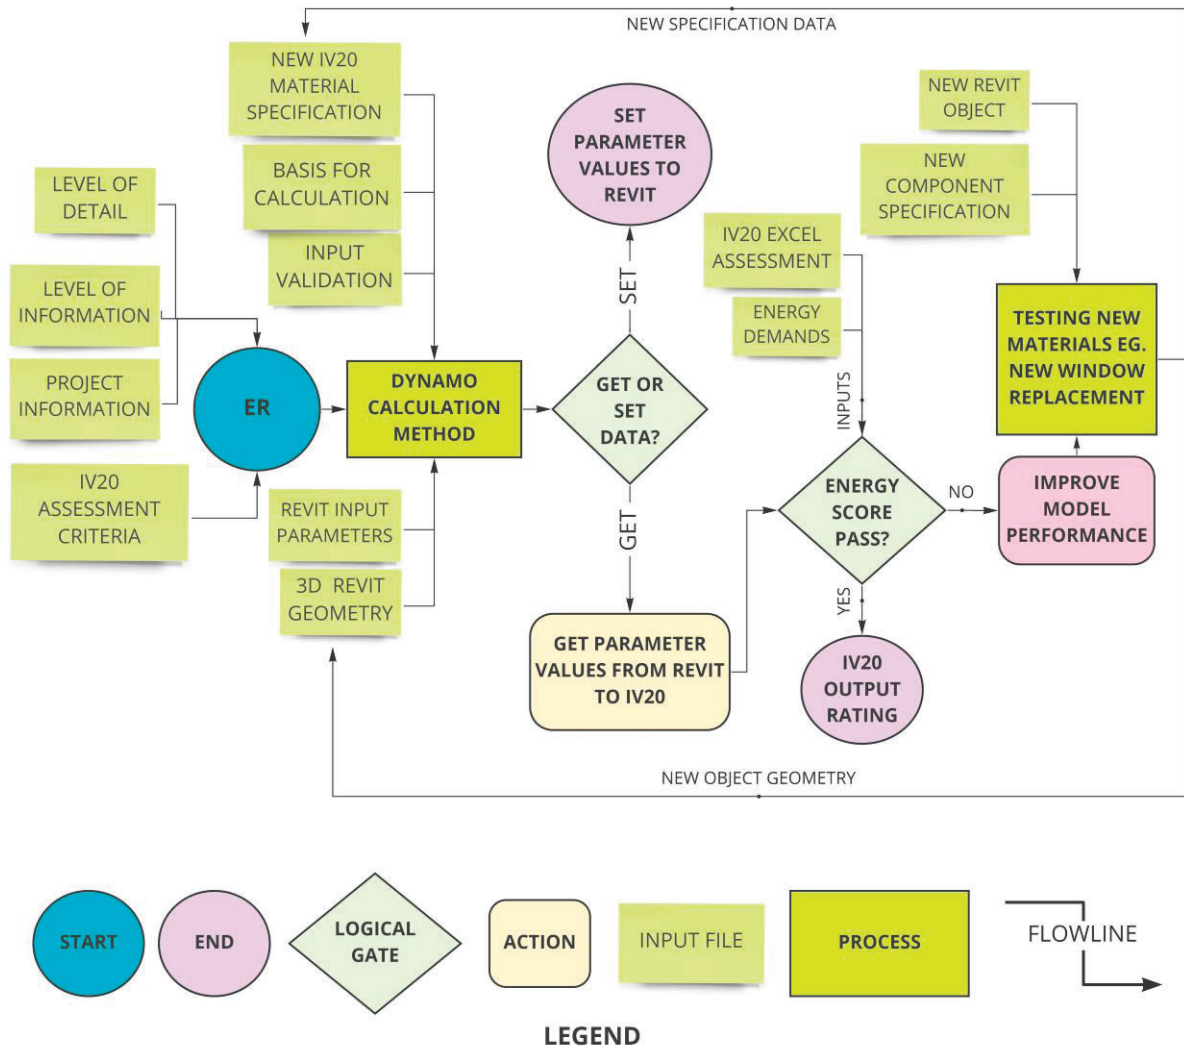 NEW SPECIFICATION DATA
NEW IV20
MATERIAL
SPECIFICATION
BASIS FOR
CALCULATION
INPUT
VALIDATION
LEVEL OF
DETAIL
LEVEL OF
INFORMATION
PROJECT
INFORMATION
IV20
ASSESSMENT
CRITERIA
ER
DYNAMO
CALCULATION
METHOD
REVIT INPUT
PARAMETERS
3D REVIT
GEOMETRY
SET
PARAMETER
VALUES TO
REVIT
SET
GET OR
SET
DATA?
GET
GET PARAMETER
VALUES FROM REVIT
TO IV20
IV20 EXCEL
ASSESSMENT
ENERGY
DEMANDS
INPUTS
ENERGY
SCORE
PASS?
NO
YES
IV20
OUTPUT
RATING
NEW REVIT
OBJECT
NEW
COMPONENT
SPECIFICATION
TESTING NEW
MATERIALS EG.
NEW WINDOW
REPLACEMENT
IMPROVE
MODEL
PERFORMANCE
NEW OBJECT GEOMETRY
START
END
LOGICAL
GATE
ACTION
INPUT FILE
PROCESS
FLOWLINE
LEGEND